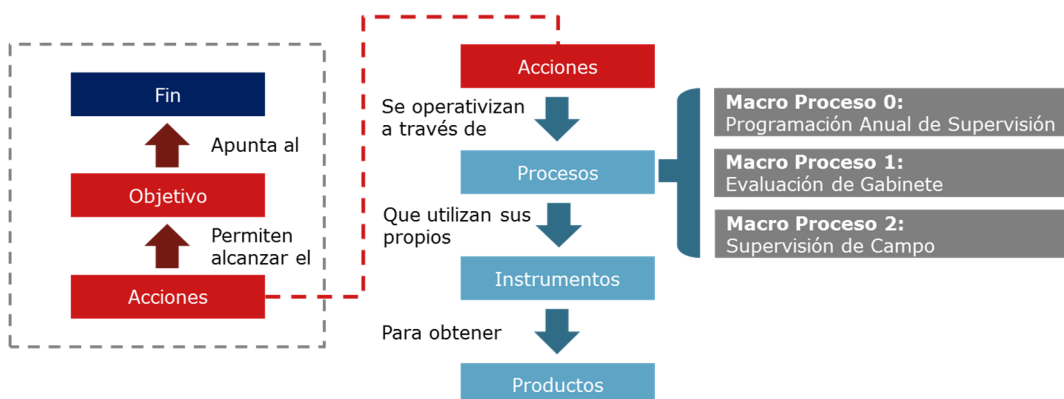 Fin
Apunta al
Objetivo
Permiten
alcanzar el
Acciones
Acciones
Se operativizan
a través de
Procesos
Que utilizan sus
propios
Instrumentos
Para obtener
Productos
Macro Proceso 0:
Programación Anual de Supervisión
Macro Proceso 1:
Evaluación de Gabinete
Macro Proceso 2:
Supervisión de Campo